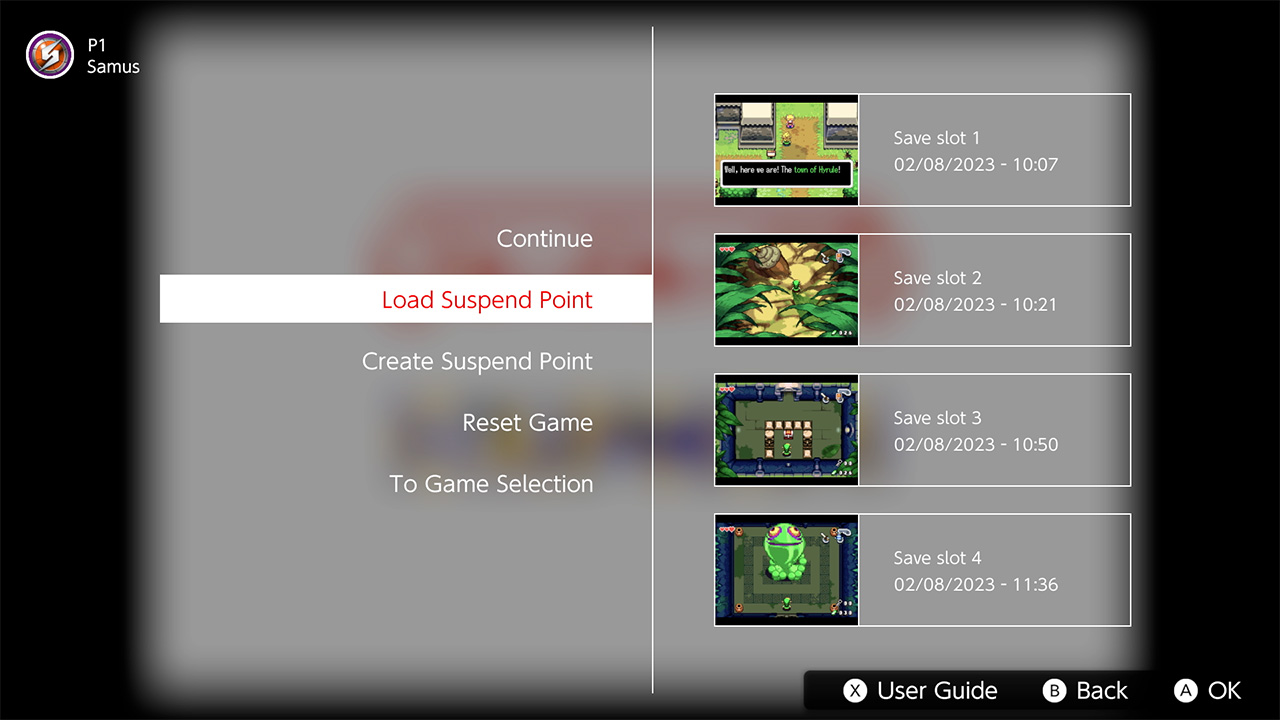 P1
Samus
Continue
Load Suspend Point
Create Suspend Point
Reset Game
To Game Selection
Well, here we are! The town of Hyrule!
Save slot 1
02/08/2023 - 10:07
Save slot 2
02/08/2023 - 10:21
Save slot 3
02/08/2023 - 10:50
Save slot 4
02/08/2023 - 11:36
X User Guide
B Back
A OK